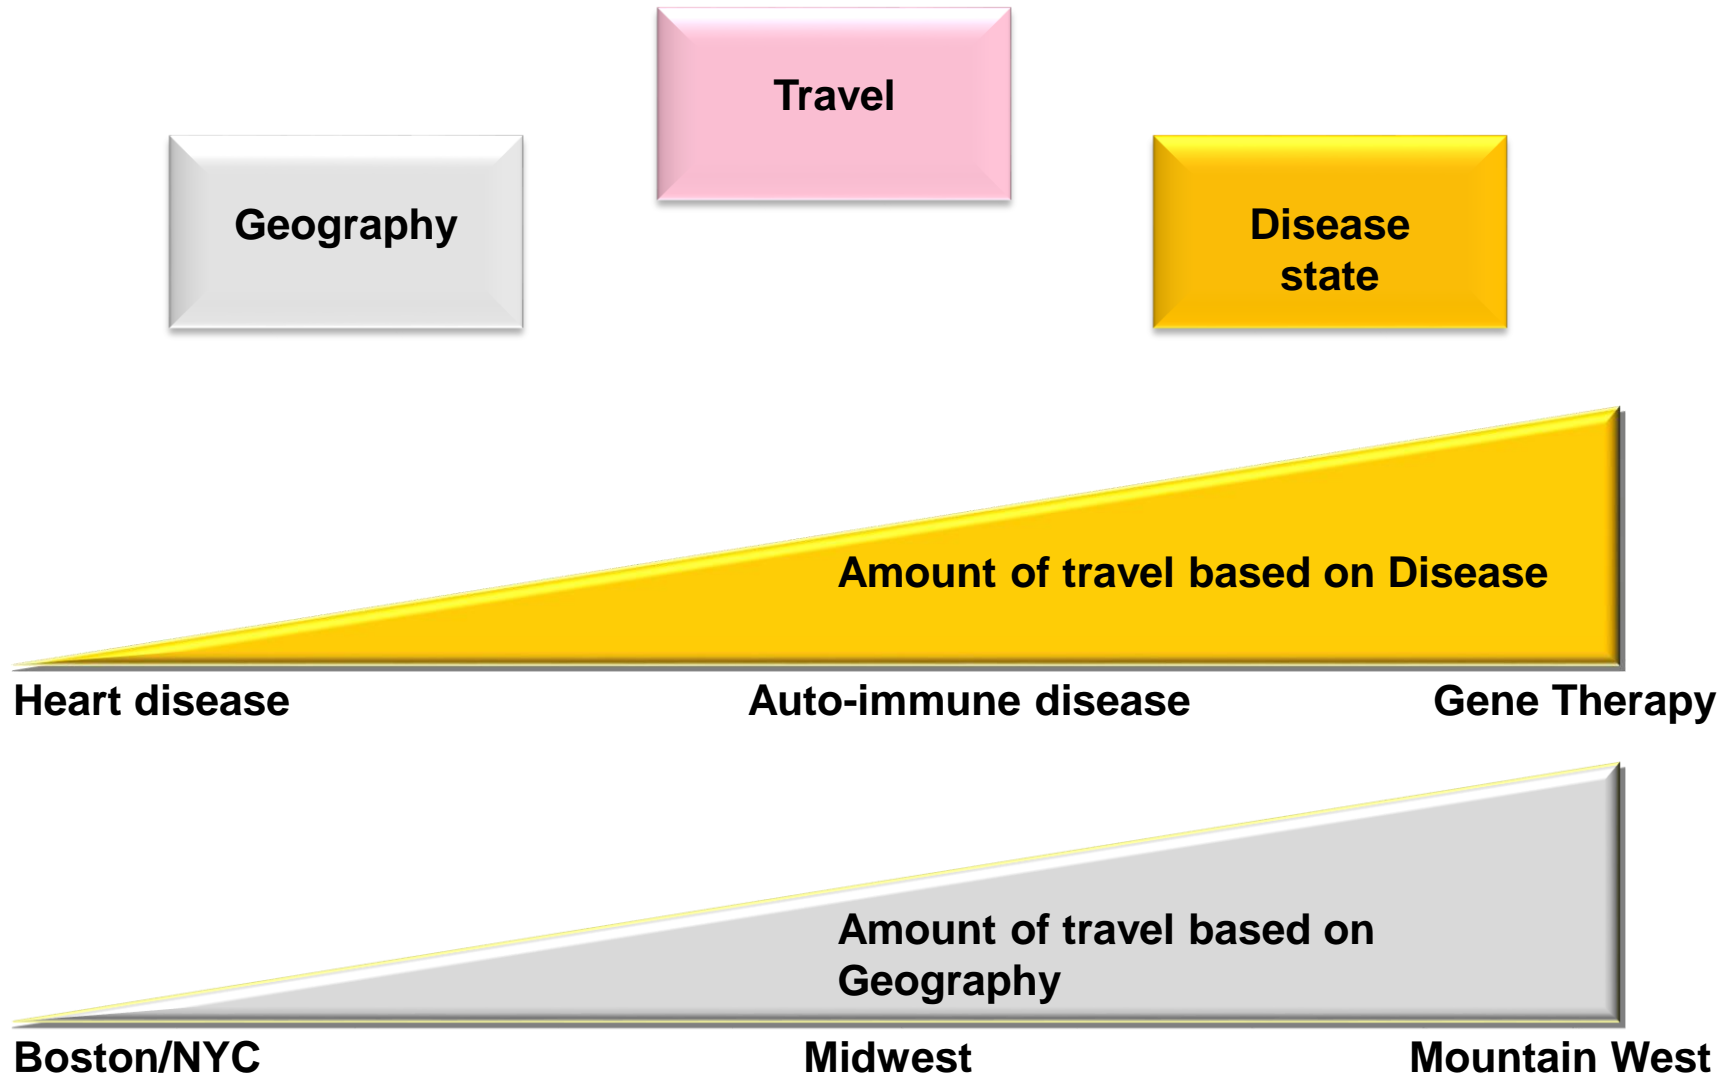 Travel
Geography
Disease
state
Amount of travel based on Disease
Heart disease
Auto-immune disease
Gene Therapy
Amount of travel based on
Geography
Boston/NYC
Midwest
Mountain West